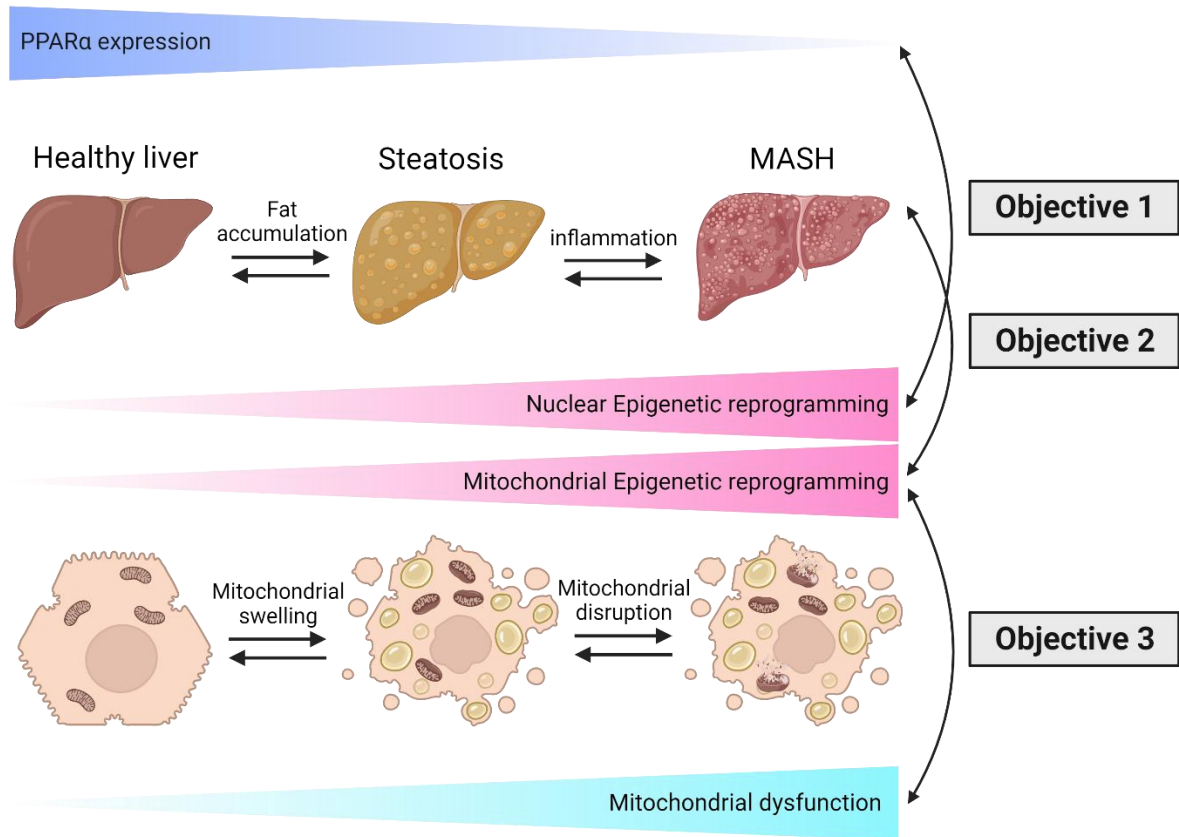 PPARα expression
Healthy liver
Steatosis
MASH
Fat
accumulation
inflammation
Objective 1
Objective 2
Nuclear Epigenetic reprogramming
Mitochondrial Epigenetic reprogramming
Mitochondrial
swelling
Mitochondrial
disruption
Objective 3
Mitochondrial dysfunction